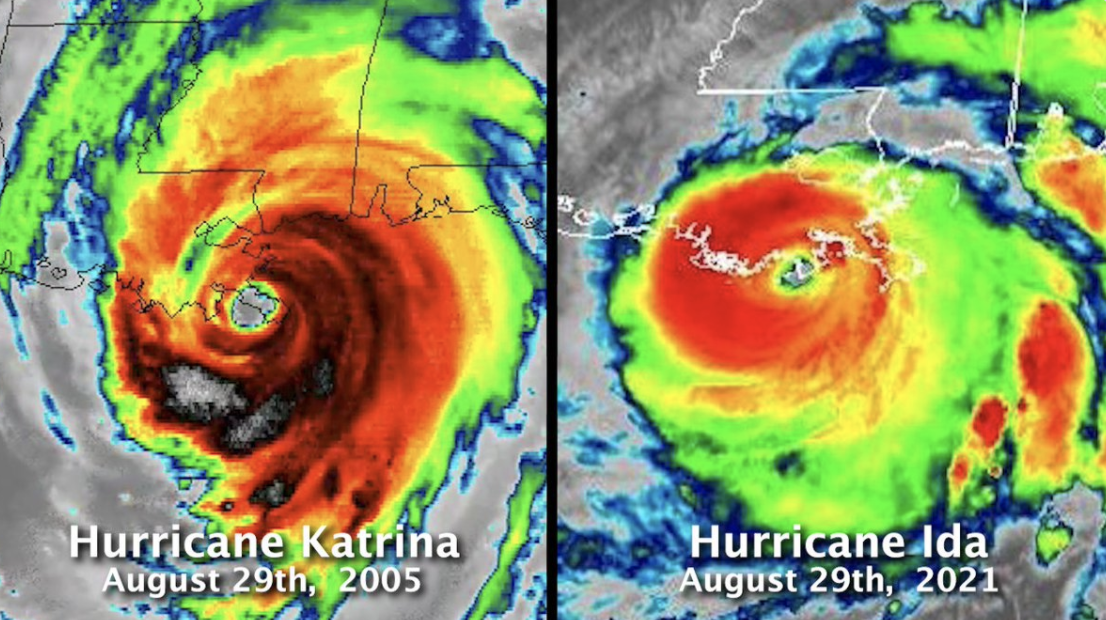 Hurricane Katrina
August 29th, 2005
Hurricane Ida
August 29th, 2021